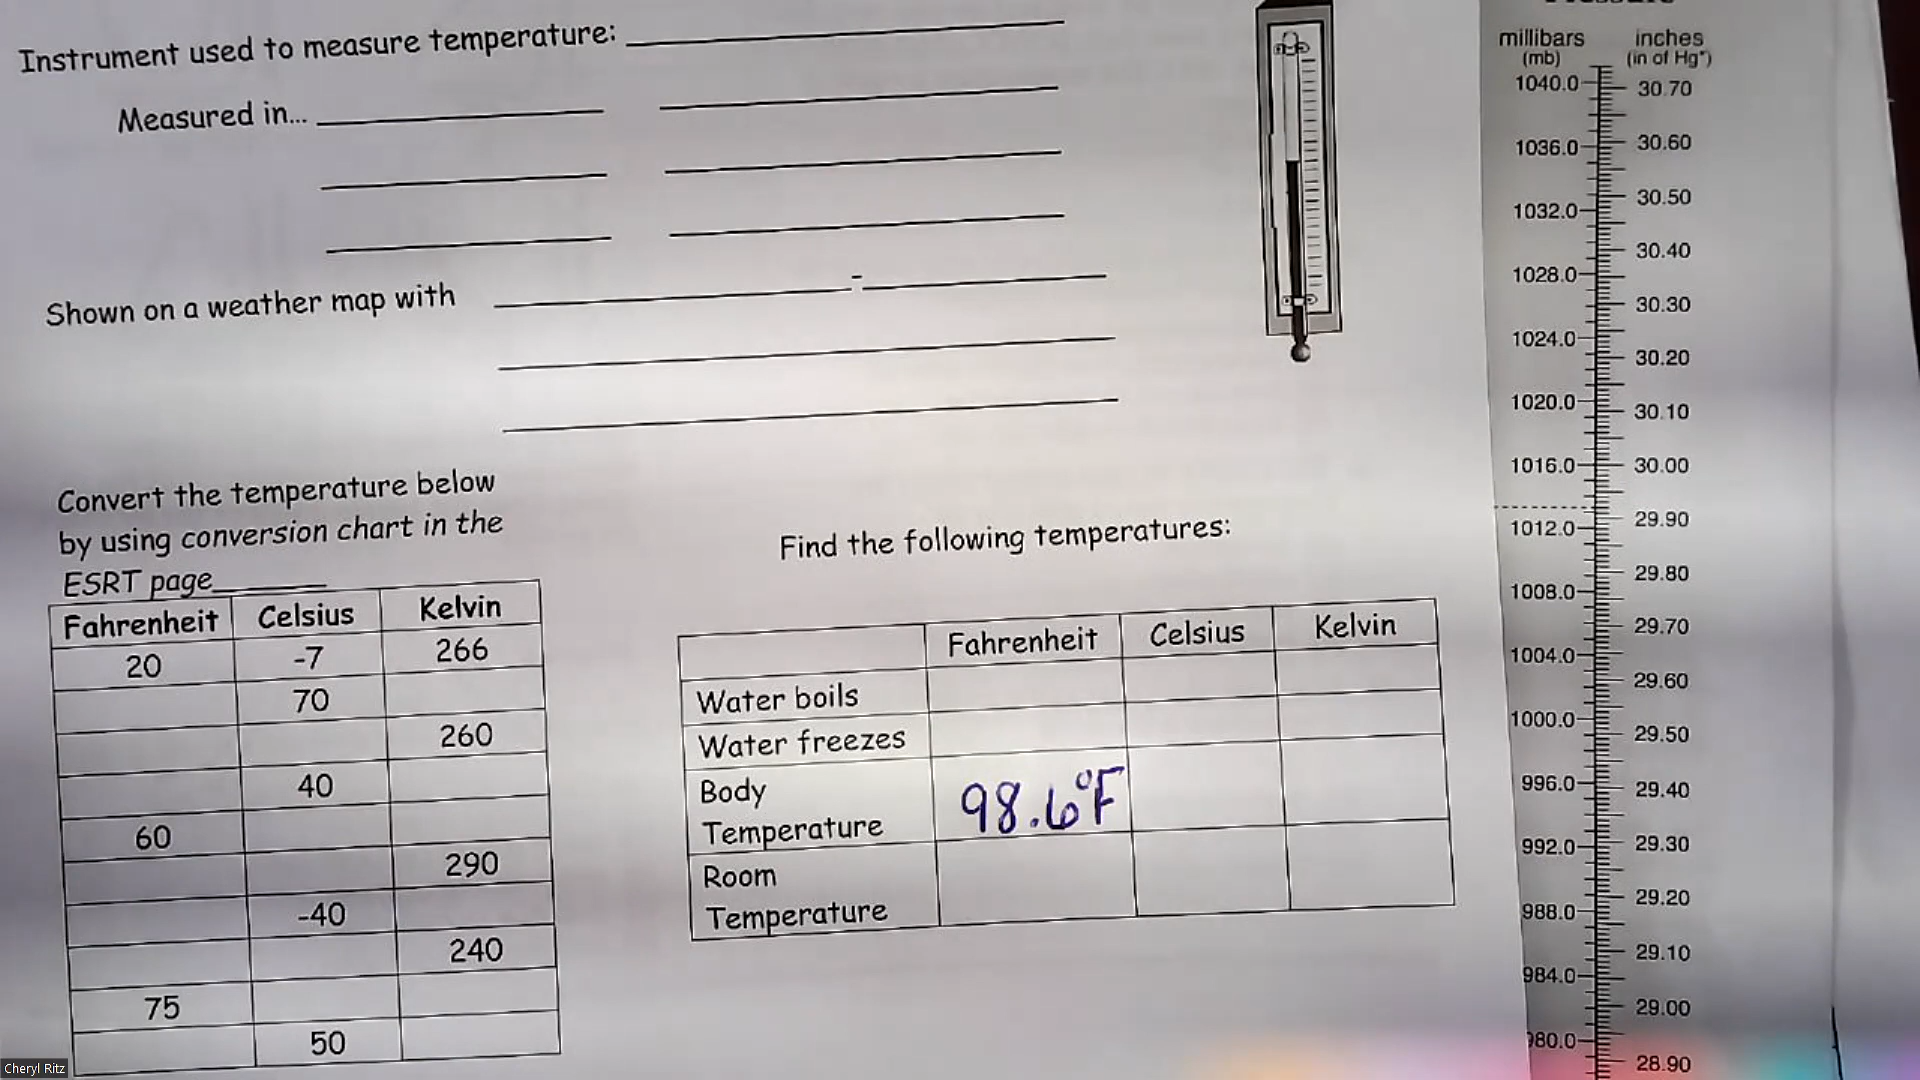 Instrument used to measure temperature:
Measured in...
Shown on a weather map with -
Convert the temperature below
by using conversion chart in the
ESRT page
Fahrenheit Celsius Kelvin
20 -7 266
70
260
40
60
290
-40
240
75
50
Find the following temperatures:
Fahrenheit Celsius Kelvin
Water boils
Water freezes
Body
Temperature 98.6°F
Room
Temperature
millibars inches
(mb) (in of Hg*)
1040.0 30.70
1036.0 30.60
1032.0 30.50
30.40
1028.0
30.30
1024.0
30.20
1020.0 30.10
1016.0 30.00
1012.0 29.90
1008.0 29.80
29.70
1004.0
29.60
1000.0
29.50
996.0 29.40
992.0 29.30
988.0 29.20
29.10
984.0
29.00
980.0
28.90
Cheryl Ritz